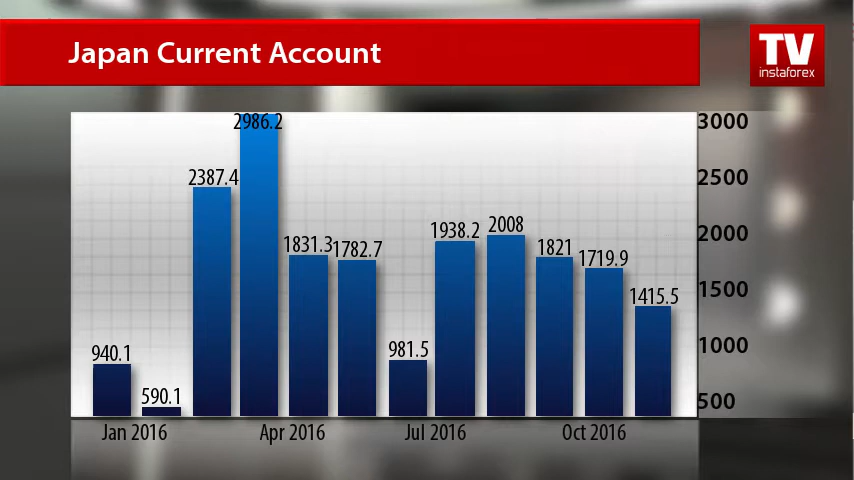 Japan Current Account
TV
instaforex
2986.2
3000
2387.4
2500
1831.3
1782.7
1938.2
2008
1821
1719.9
2000
1415.5
1500
940.1
981.5
1000
590.1
500
Jan 2016
Apr 2016
Jul 2016
Oct 2016